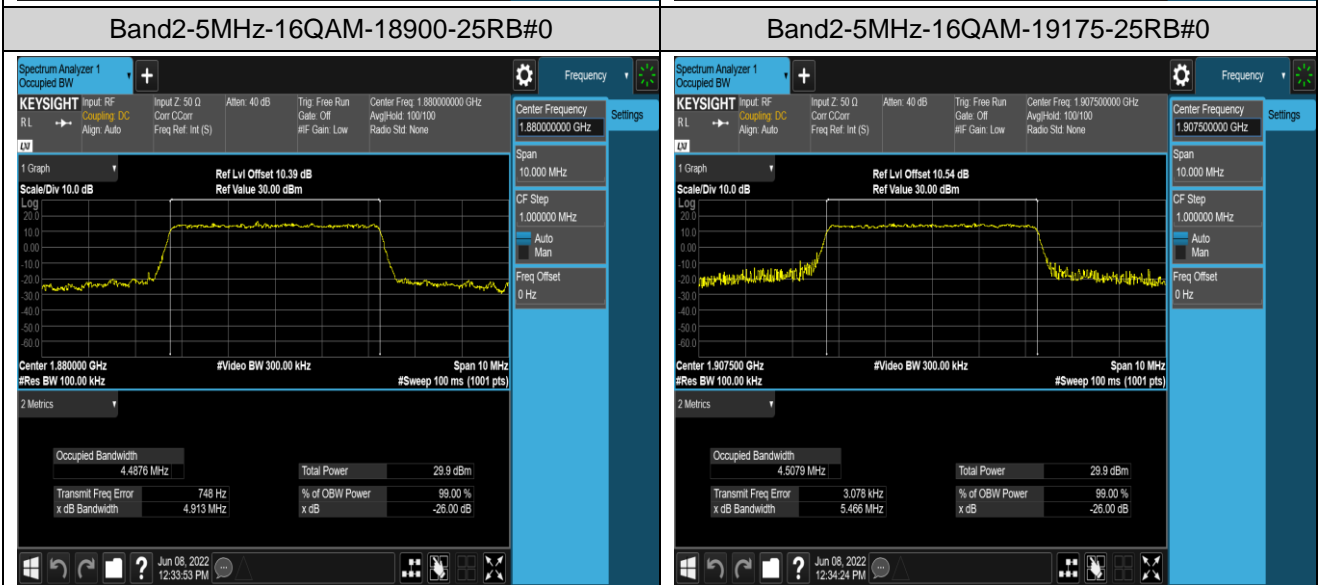 Band2-5MHz-16QAM-18900-25RB#0
Spectrum Analyzer 1
Occupied BW
Frequency
KEYSIGHT
RL
LXI
Input: RF
Coupling: DC
Align: Auto
Input Z: 50 Ω
Corr CCorr
Freq Ref: Int (S)
Atten: 40 dB
Trig: Free Run
Gate: Off
#IF Gain: Low
Center Freq: 1.880000000 GHz
Avg|Hold: 100/100
Radio Std: None
Center Frequency
1.880000000 GHz
Settings
Span
10.000 MHz
CF Step
1.000000 MHz
Auto
Man
Freq Offset
0 Hz
1 Graph
Scale/Div 10.0 dB
Ref Lvl Offset 10.39 dB
Ref Value 30.00 dBm
Log
20.0
10.0
0.00
-10.0
-20.0
-30.0
-40.0
-50.0
-60.0
Center 1.880000 GHz
#Video BW 300.00 kHz
Span 10 MHz
#Res BW 100.00 kHz
#Sweep 100 ms (1001 pts)
2 Metrics
Occupied Bandwidth
4.4876 MHz
Total Power 29.9 dBm
Transmit Freq Error 748 Hz
% of OBW Power 99.00 %
x dB Bandwidth 4.913 MHz
x dB -26.00 dB
Jun 08, 2022
12:33:53 PM
Band2-5MHz-16QAM-19175-25RB#0
Spectrum Analyzer 1
Occupied BW
Frequency
KEYSIGHT
RL
LXI
Input: RF
Coupling: DC
Align: Auto
Input Z: 50 Ω
Corr CCorr
Freq Ref: Int (S)
Atten: 40 dB
Trig: Free Run
Gate: Off
#IF Gain: Low
Center Freq: 1.907500000 GHz
Avg|Hold: 100/100
Radio Std: None
Center Frequency
1.907500000 GHz
Settings
Span
10.000 MHz
CF Step
1.000000 MHz
Auto
Man
Freq Offset
0 Hz
1 Graph
Scale/Div 10.0 dB
Ref Lvl Offset 10.54 dB
Ref Value 30.00 dBm
Log
20.0
10.0
0.00
-10.0
-20.0
-30.0
-40.0
-50.0
-60.0
Center 1.907500 GHz
#Video BW 300.00 kHz
Span 10 MHz
#Res BW 100.00 kHz
#Sweep 100 ms (1001 pts)
2 Metrics
Occupied Bandwidth
4.5079 MHz
Total Power 29.9 dBm
Transmit Freq Error 3.078 kHz
% of OBW Power 99.00 %
x dB Bandwidth 5.466 MHz
x dB -26.00 dB
Jun 08, 2022
12:34:24 PM